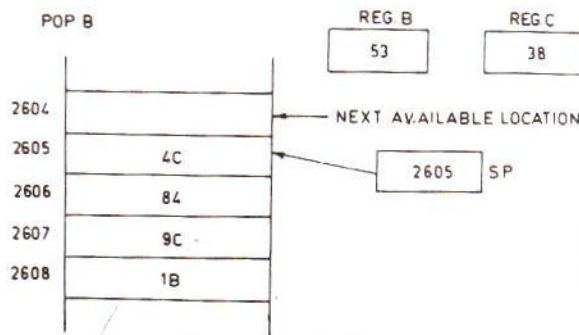 POP B
REG. B
REG.C
53
38
2604
NEXT AVAILABLE LOCATION
2605
4C
2605
SP
2606
84
2607
9C
2608
1B